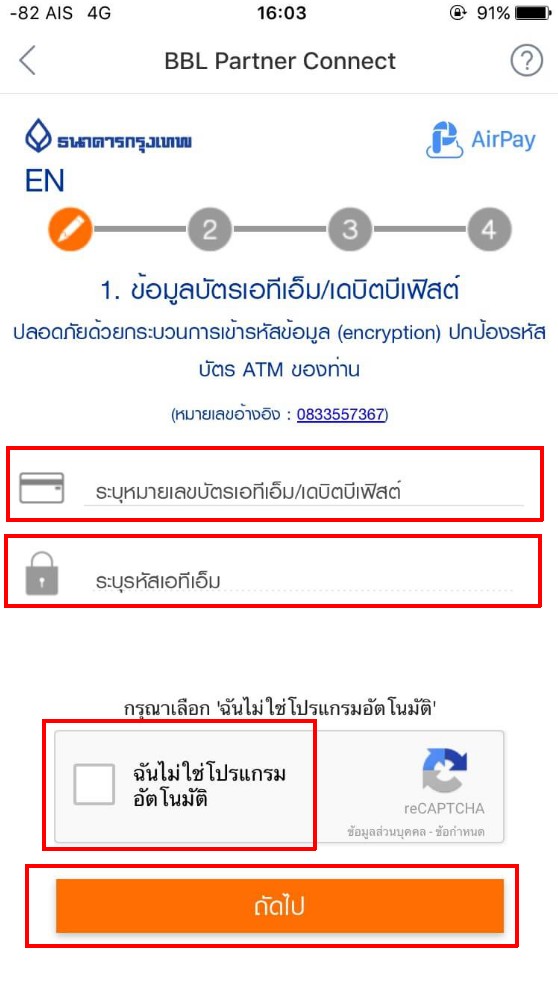 -82 AIS 4G 16:03 91%
BBL Partner Connect
ธนาคารกรุงเทพ AirPay
EN
2 3 4
1. ข้อมูลบัตรเอทีเอ็ม/เดบิตบีเฟิสต์
ปลอดภัยด้วยกระบวนการเข้ารหัสข้อมูล (encryption) ปกป้องรหัส
บัตร ATM ของท่าน
(หมายเลขอ้างอิง : 0833557367)
ระบุหมายเลขบัตรเอทีเอ็ม/เดบิตบีเฟิสต์
ระบุรหัสเอทีเอ็ม
กรุณาเลือก 'ฉันไม่ใช่โปรแกรมอัตโนมัติ'
ฉันไม่ใช่โปรแกรม
อัตโนมัติ
reCAPTCHA
ข้อมูลส่วนบุคคล - ข้อกำหนด
ถัดไป